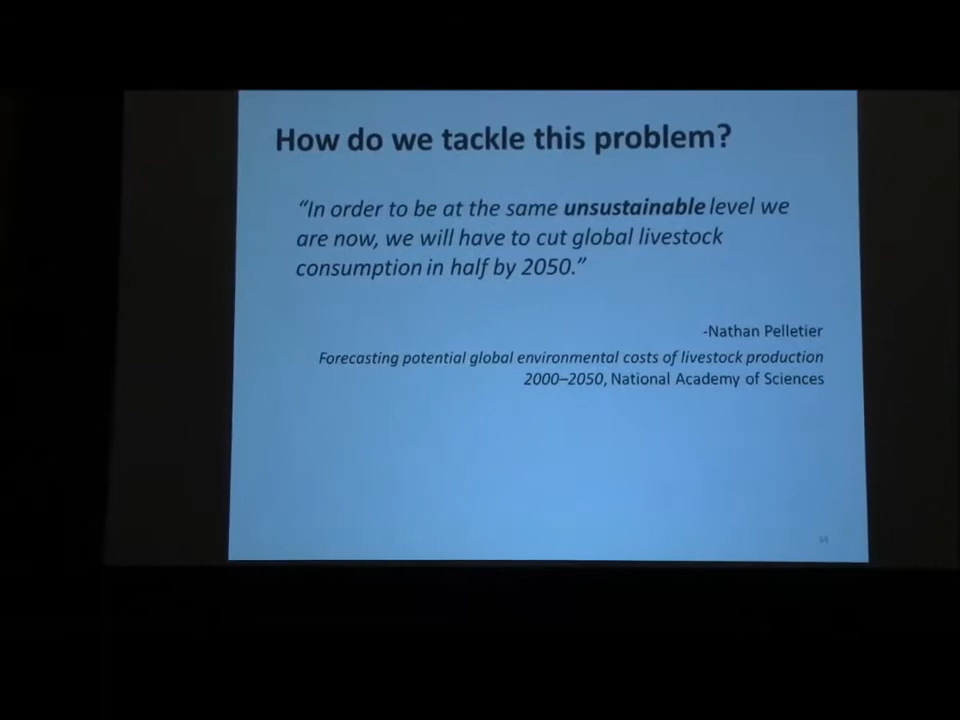 How do we tackle this problem?
“In order to be at the same unsustainable level we
are now, we will have to cut global livestock
consumption in half by 2050.”
-Nathan Pelletier
Forecasting potential global environmental costs of livestock production
2000–2050, National Academy of Sciences